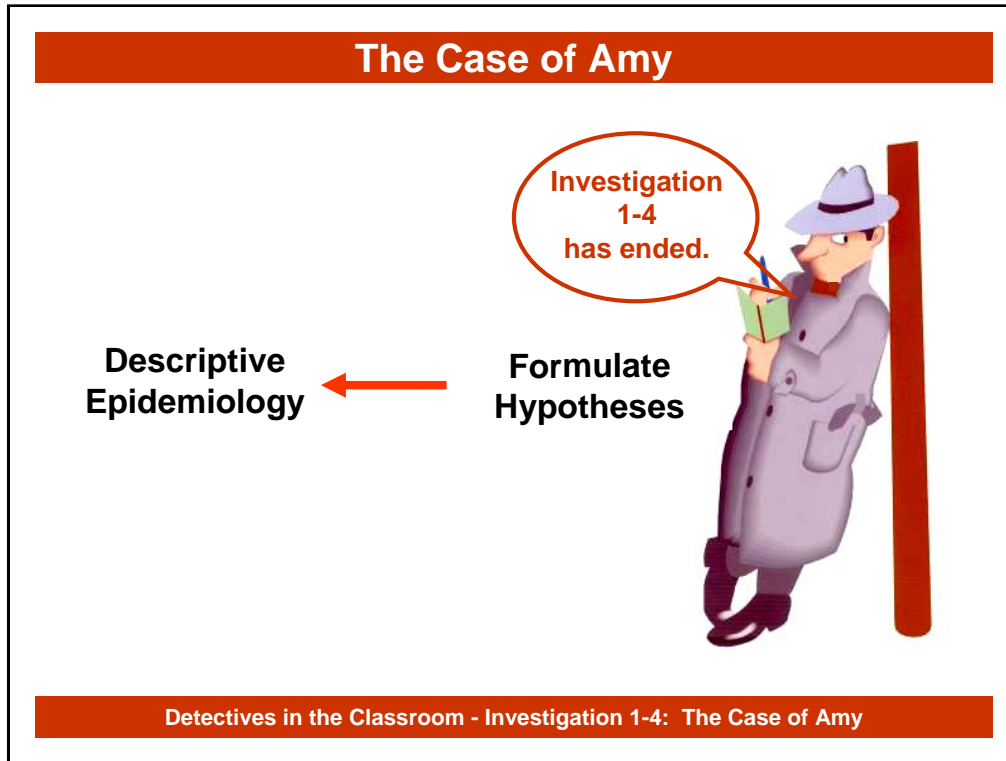 The Case of Amy
Investigation
1-4
has ended.
Descriptive
Epidemiology
Formulate
Hypotheses
Detectives in the Classroom - Investigation 1-4:  The Case of Amy